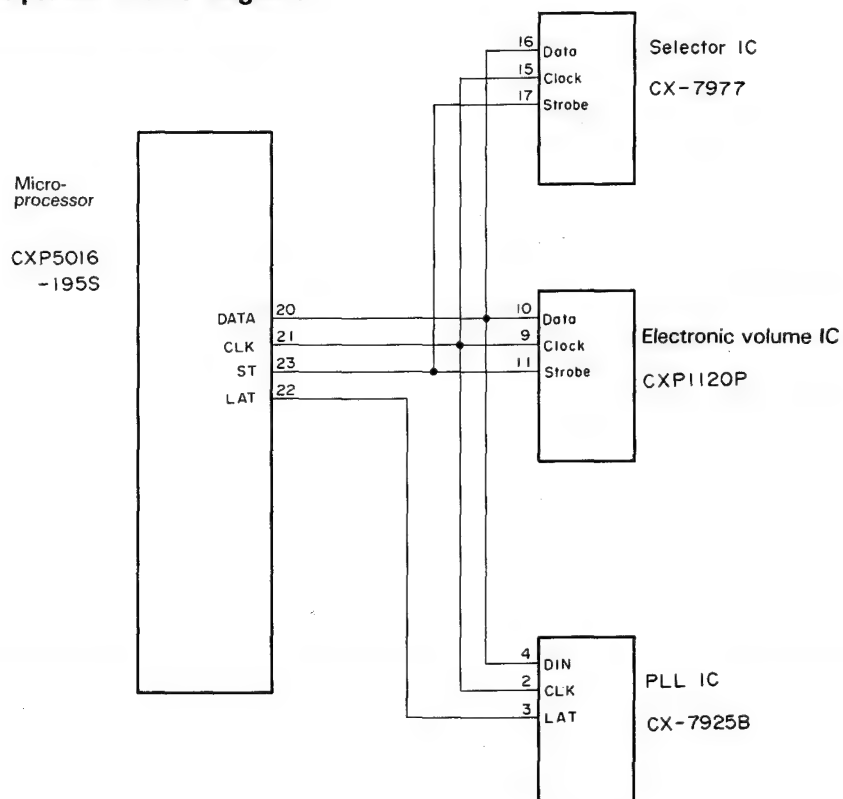 16 Data
15 Clock
17 Strobe
Selector IC
CX-7977
Micro-
processor
CXP5016
-195S
DATA 20
CLK 21
ST 23
LAT 22
10 Data
9 Clock
11 Strobe
Electronic volume IC
CXP1120P
4 DIN
2 CLK
3 LAT
PLL IC
CX-7925B